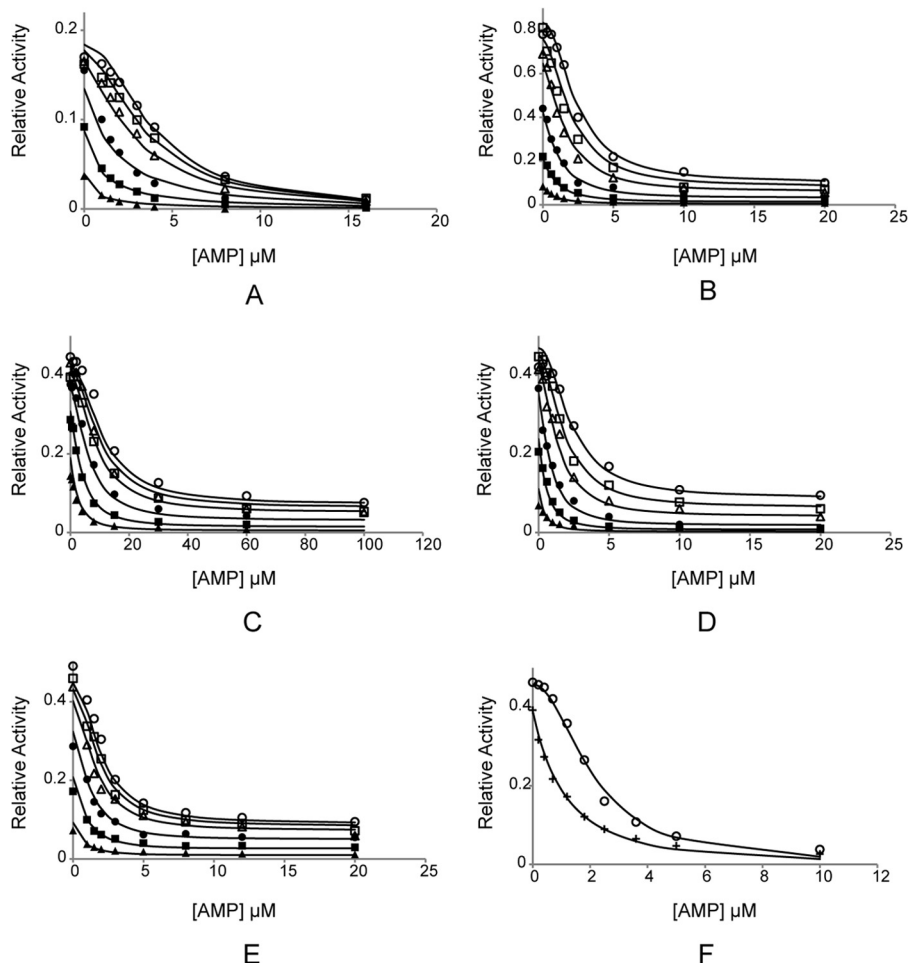 0.2
0.1
0
Relative Activity
0 5 10 15 20
[AMP] µM
A
0.8
0.6
0.4
0.2
0
Relative Activity
0 5 10 15 20 25
[AMP] µM
B
0.4
0.2
0
Relative Activity
0 20 40 60 80 100 120
[AMP] µM
C
0.4
0.2
0
Relative Activity
0 5 10 15 20 25
[AMP] µM
D
0.4
0.2
0
Relative Activity
0 5 10 15 20 25
[AMP] µM
E
0.4
0.2
0
Relative Activity
0 2 4 6 8 10 12
[AMP] µM
F